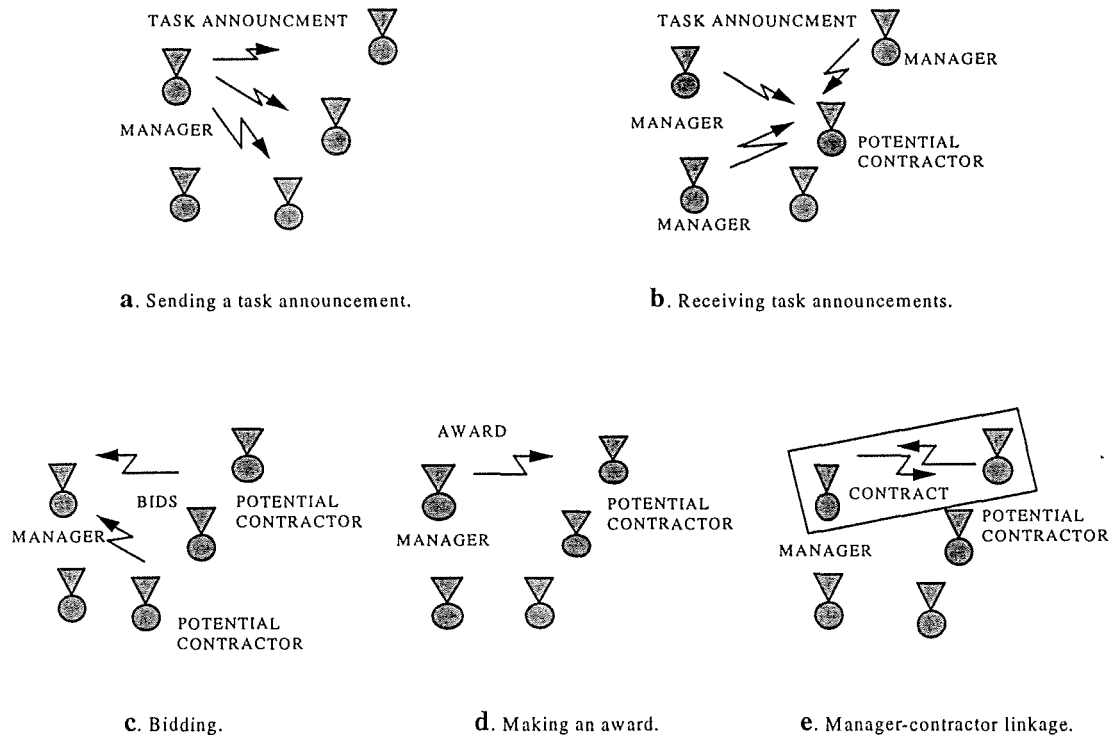 TASK ANNOUNCMENT
MANAGER
a. Sending a task announcement.
TASK ANNOUNCMENT
MANAGER
MANAGER
POTENTIAL
CONTRACTOR
MANAGER
b. Receiving task announcements.
BIDS
POTENTIAL
CONTRACTOR
MANAGER
POTENTIAL
CONTRACTOR
c. Bidding.
AWARD
MANAGER
POTENTIAL
CONTRACTOR
d. Making an award.
CONTRACT
POTENTIAL
CONTRACTOR
MANAGER
e. Manager-contractor linkage.